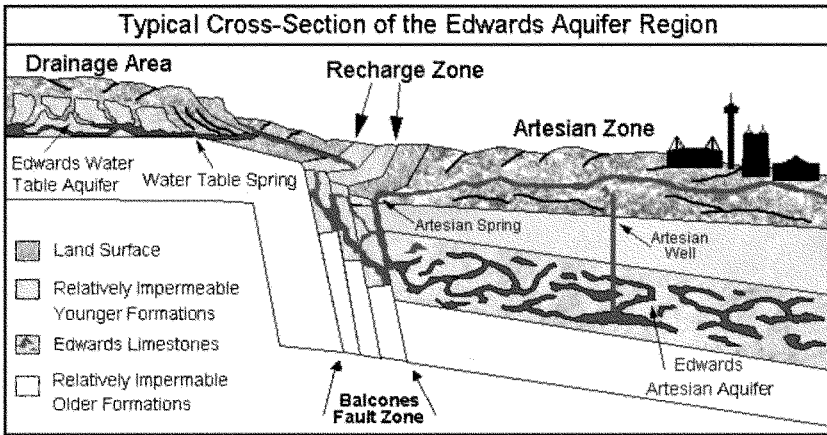 Typical Cross-Section of the Edwards Aquifer Region
Drainage Area
Recharge Zone
Artesian Zone
Edwards Water
Table Aquifer
Water Table Spring
Artesian Spring
Artesian
Well
Land Surface
Relatively Impermeable
Younger Formations
Edwards Limestones
Relatively Impermable
Older Formations
Balcones
Fault Zone
Edwards
Artesian Aquifer